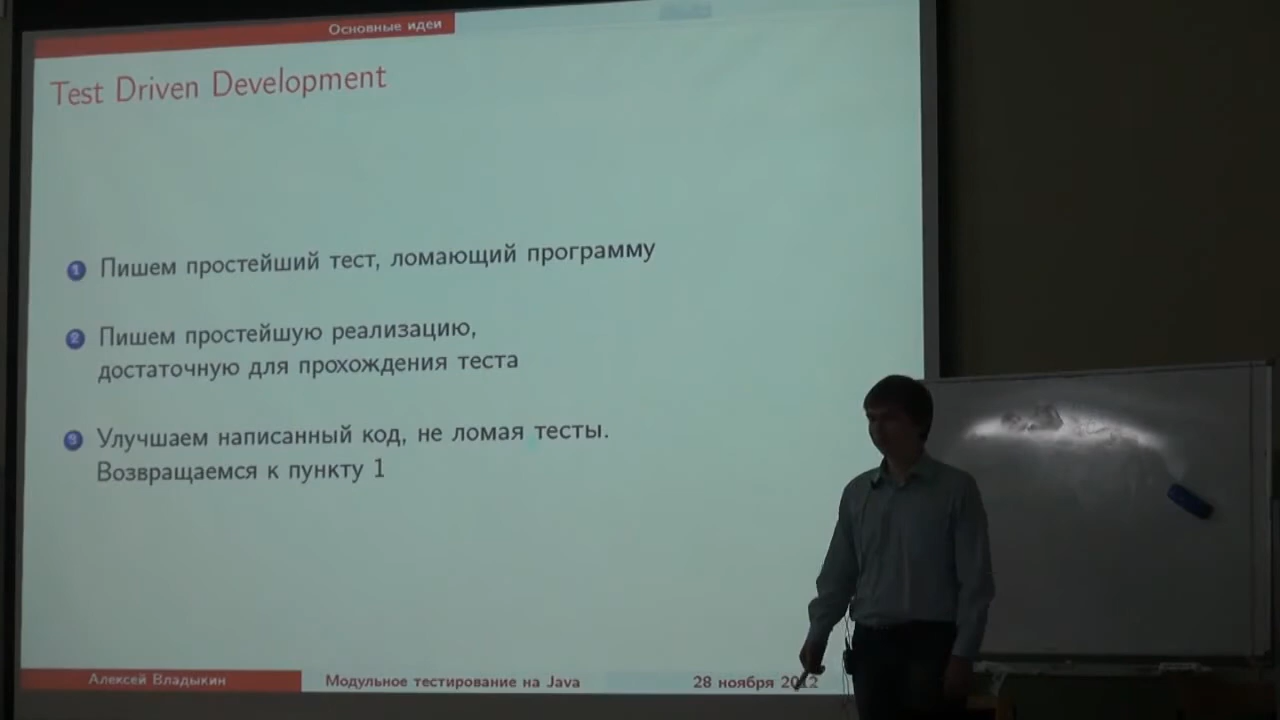 Основные идеи
Test Driven Development
1 Пишем простейший тест, ломающий программу
2 Пишем простейшую реализацию,
достаточную для прохождения теста
3 Улучшаем написанный код, не ломая тесты.
Возвращаемся к пункту 1
Алексей Владыкин
Модульное тестирование на Java
28 ноября 2012